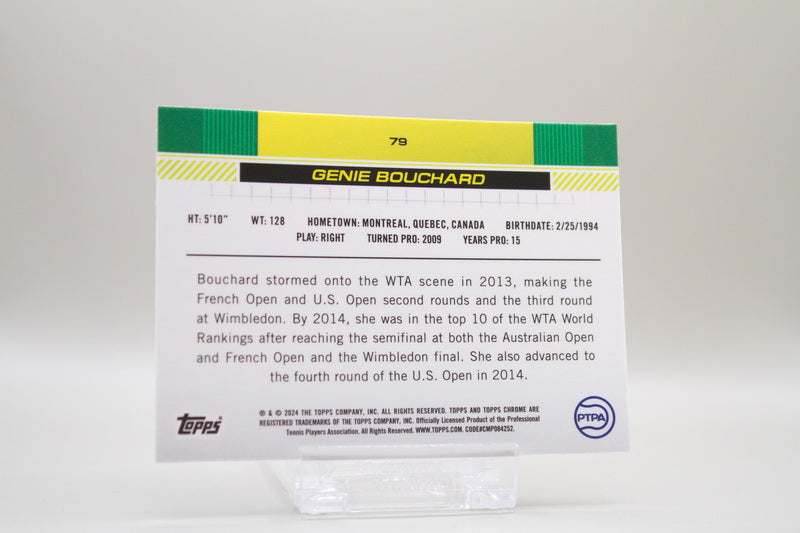 79
GENIE BOUCHARD
HT: 5'10" WT: 128 HOMETOWN: MONTREAL, QUEBEC, CANADA BIRTHDATE: 2/25/1994
PLAY: RIGHT TURNED PRO: 2009 YEARS PRO: 15
Bouchard stormed onto the WTA scene in 2013, making the
French Open and U.S. Open second rounds and the third round
at Wimbledon. By 2014, she was in the top 10 of the WTA World
Rankings after reaching the semifinal at both the Australian Open
and French Open and the Wimbledon final. She also advanced to
the fourth round of the U.S. Open in 2014.
Topps®
® & © 2024 THE TOPPS COMPANY, INC. ALL RIGHTS RESERVED. TOPPS AND TOPPS CHROME ARE
REGISTERED TRADEMARKS OF THE TOPPS COMPANY, INC. Officially Licensed Product of the Professional
Tennis Players Association. All Rights Reserved. WWW.TOPPS.COM. CODE#CMP084252.
PTPA